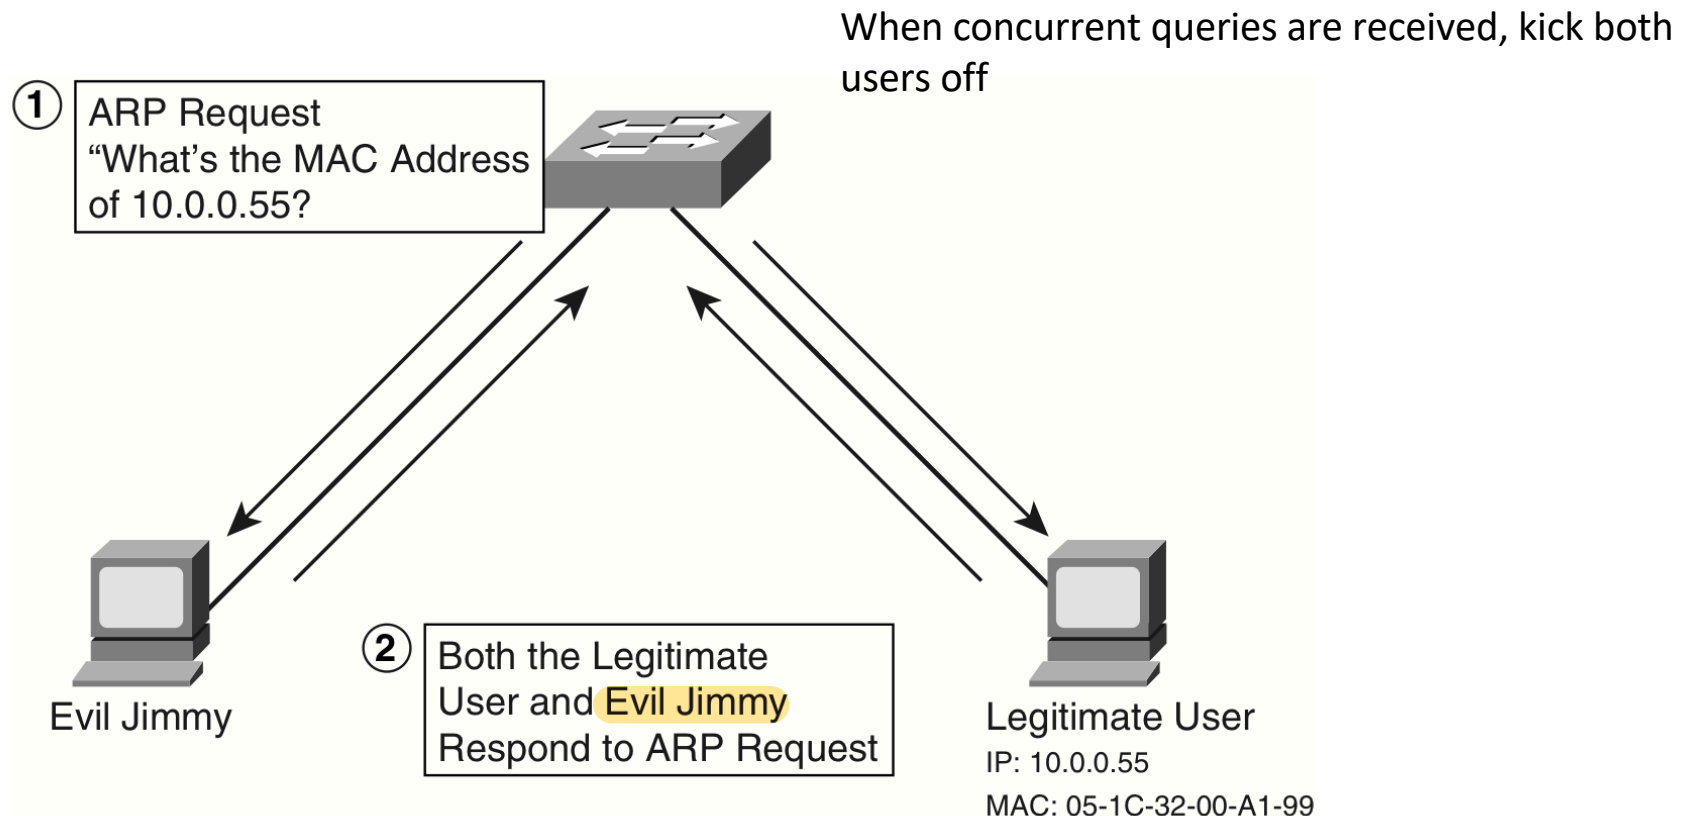 When concurrent queries are received, kick both
users off
1
ARP Request
“What’s the MAC Address
of 10.0.0.55?
2
Both the Legitimate
User and Evil Jimmy
Respond to ARP Request
Evil Jimmy
Legitimate User
IP: 10.0.0.55
MAC: 05-1C-32-00-A1-99